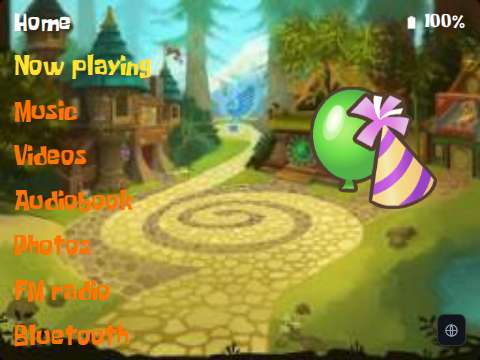 Home
100%
Now playing
Music
Videos
Audiobook
Photos
FM radio
Bluetooth